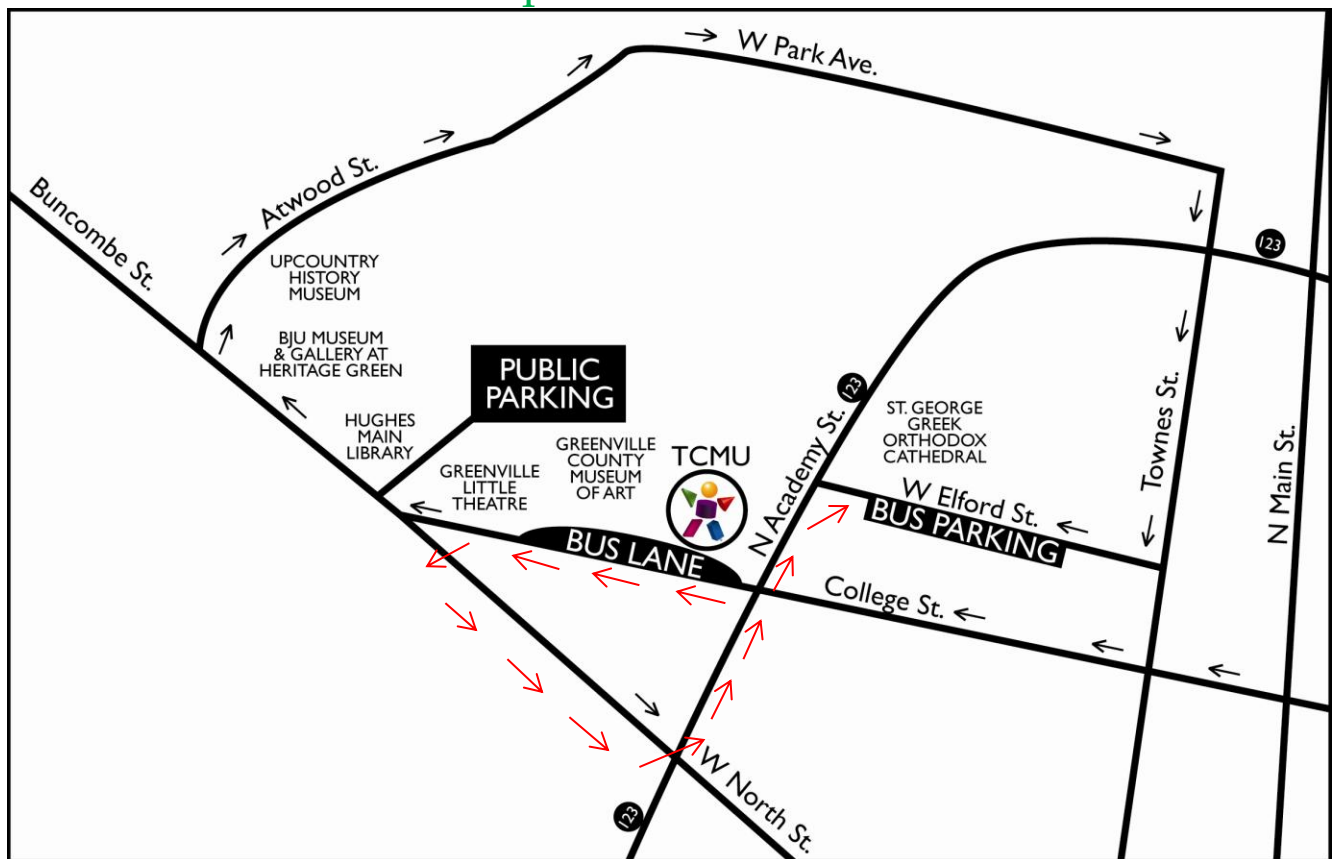 W Park Ave.
Atwood St.
Buncombe St.
123
UPCOUNTRY
HISTORY
MUSEUM
BJU MUSEUM
& GALLERY AT
HERITAGE GREEN
PUBLIC
PARKING
123
HUGHES
MAIN
LIBRARY
GREENVILLE
LITTLE
THEATRE
GREENVILLE
COUNTY
MUSEUM
OF ART
TCMU
N Academy St.
ST. GEORGE
GREEK
ORTHODOX
CATHEDRAL
Townes St.
N Main St.
W Elford St.
BUS PARKING
BUS LANE
College St.
W North St.
123